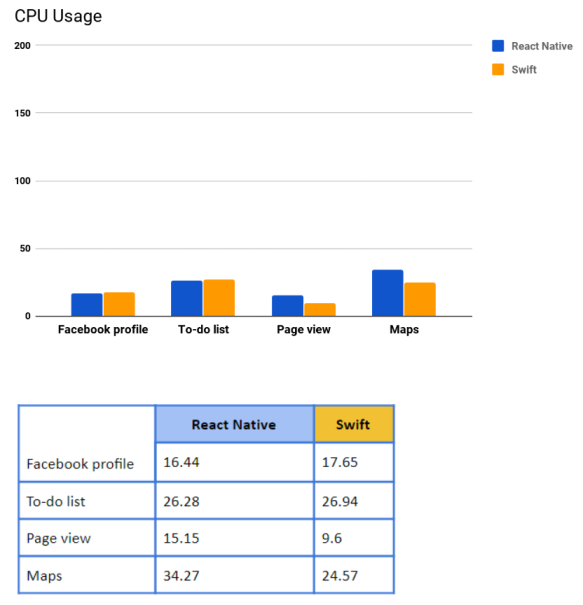 CPU Usage
200
React Native
Swift
150
100
50
0
Facebook profile To-do list Page view Maps
React Native Swift
Facebook profile 16.44 17.65
To-do list 26.28 26.94
Page view 15.15 9.6
Maps 34.27 24.57